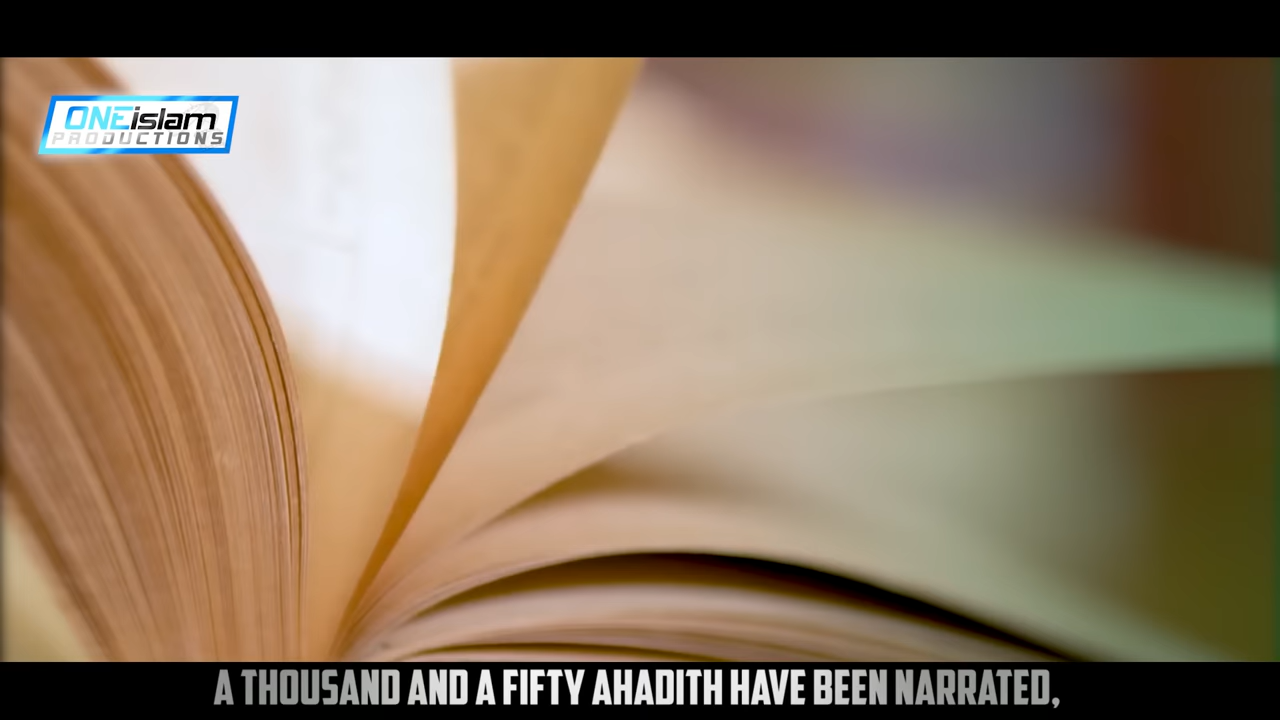 ONEislam
PRODUCTIONS
A THOUSAND AND A FIFTY AHADITH HAVE BEEN NARRATED,